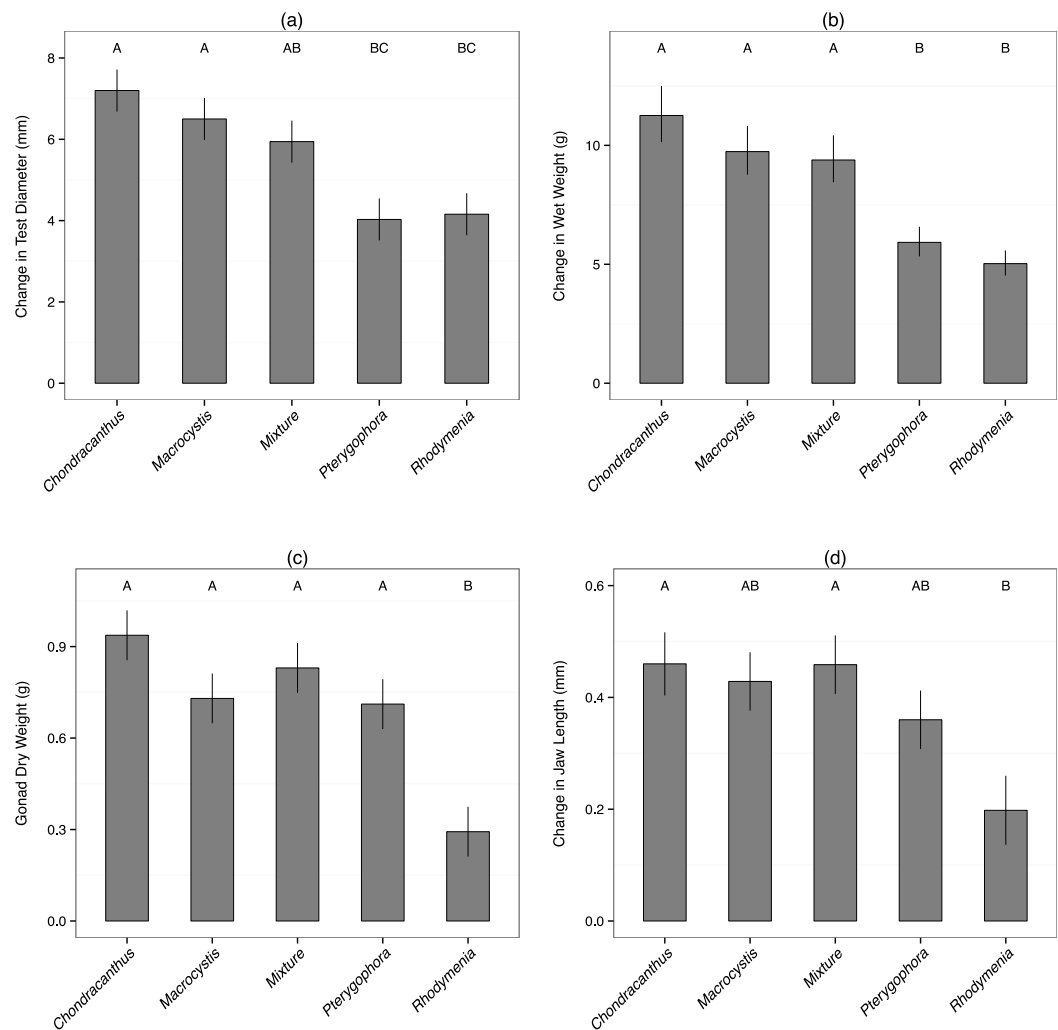 (a)
A A AB BC BC
Change in Test Diameter (mm)
8
6
4
2
0
Chondracanthus Macrocystis Mixture Pterygophora Rhodymenia
(b)
A A A B B
Change in Wet Weight (g)
10
5
0
Chondracanthus Macrocystis Mixture Pterygophora Rhodymenia
(c)
A A A A B
Gonad Dry Weight (g)
0.9
0.6
0.3
0.0
Chondracanthus Macrocystis Mixture Pterygophora Rhodymenia
(d)
A AB A AB B
Change in Jaw Length (mm)
0.6
0.4
0.2
0.0
Chondracanthus Macrocystis Mixture Pterygophora Rhodymenia